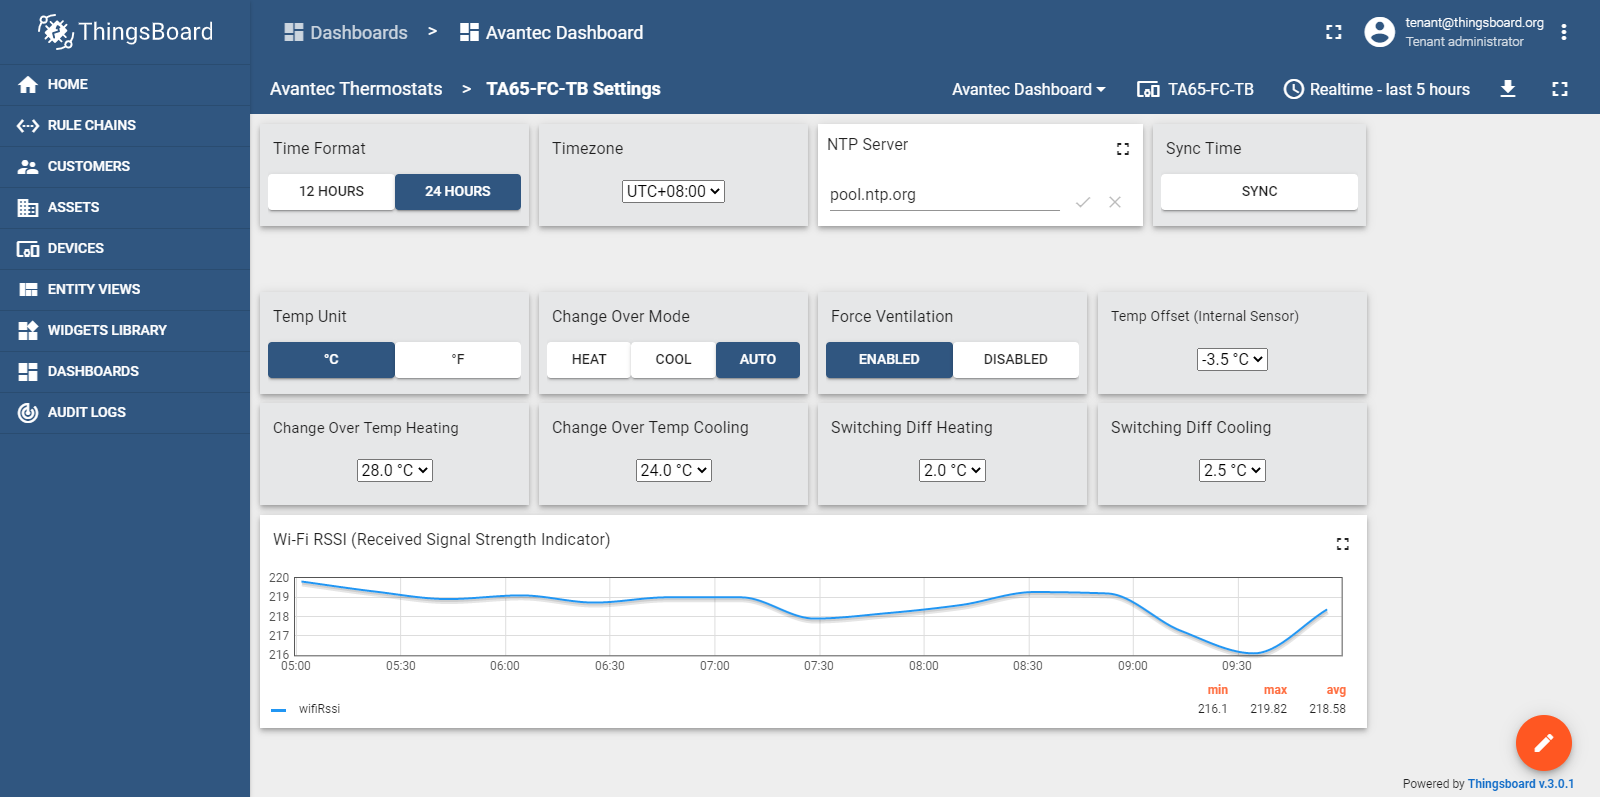 ThingsBoard
Dashboards > Avantec Dashboard
tenant@thingsboard.org
Tenant administrator
Avantec Thermostats > TA65-FC-TB Settings
Avantec Dashboard
TA65-FC-TB
Realtime - last 5 hours
HOME
RULE CHAINS
CUSTOMERS
ASSETS
DEVICES
ENTITY VIEWS
WIDGETS LIBRARY
DASHBOARDS
AUDIT LOGS
Time Format
12 HOURS
24 HOURS
Timezone
UTC+08:00
NTP Server
pool.ntp.org
Sync Time
SYNC
Temp Unit
°C
°F
Change Over Mode
HEAT
COOL
AUTO
Force Ventilation
ENABLED
DISABLED
Temp Offset (Internal Sensor)
-3.5 °C
Change Over Temp Heating
28.0 °C
Change Over Temp Cooling
24.0 °C
Switching Diff Heating
2.0 °C
Switching Diff Cooling
2.5 °C
Wi-Fi RSSI (Received Signal Strength Indicator)
220
219
218
217
216
05:00 05:30 06:00 06:30 07:00 07:30 08:00 08:30 09:00 09:30
min max avg
wifiRssi 216.1 219.82 218.58
Powered by Thingsboard v.3.0.1